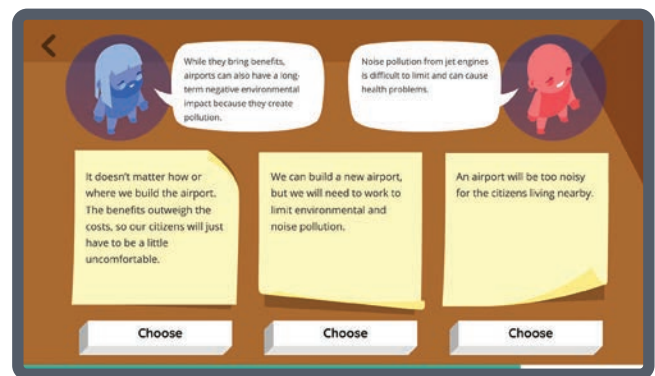 While they bring benefits,
airports can also have a long-
term negative environmental
impact because they create
pollution.
Noise pollution from jet engines
is difficult to limit and can cause
health problems.
It doesn't matter how or
where we build the airport.
The benefits outweigh the
costs, so our citizens will just
have to be a little
uncomfortable.
We can build a new airport,
but we will need to work to
limit environmental and
noise pollution.
An airport will be too noisy
for the citizens living nearby.
Choose
Choose
Choose